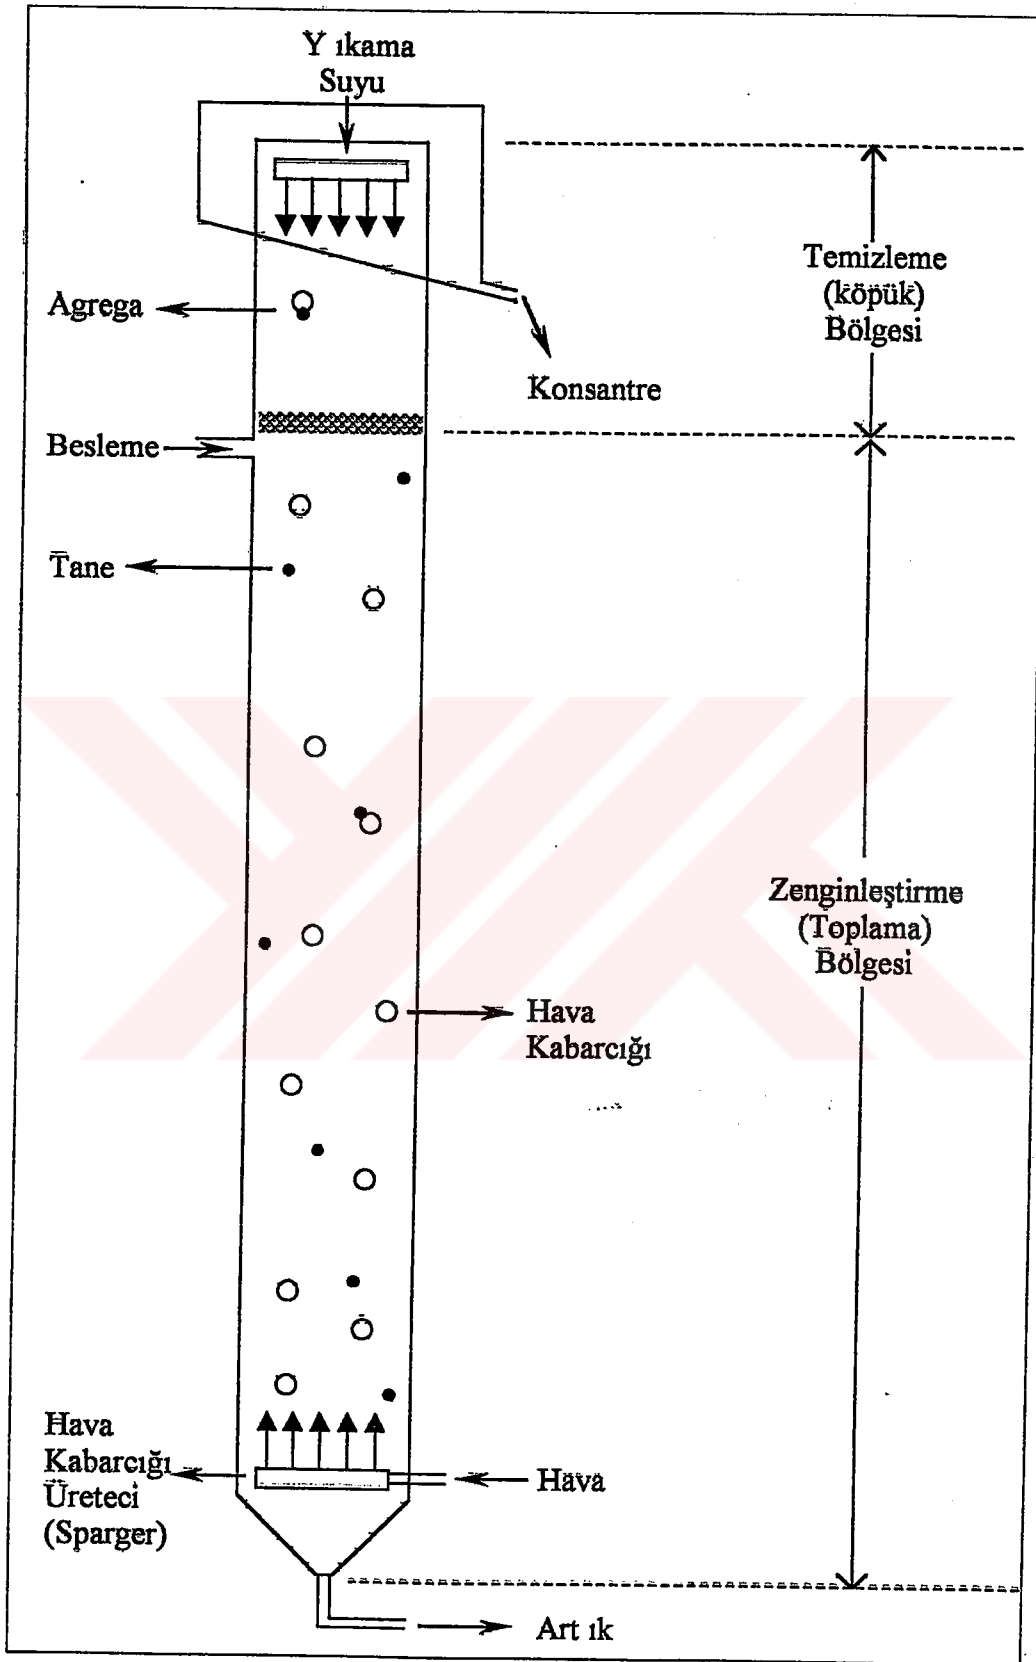 Y ıkama
Suyu
Temizleme
(köpük)
Bölgesi
Agrega
Konsantre
Besleme
Tane
Zenginleştirme
(Toplama)
Bölgesi
Hava
Kabarcığı
Hava
Kabarcığı
Üreteci
(Sparger)
Hava
Art ık